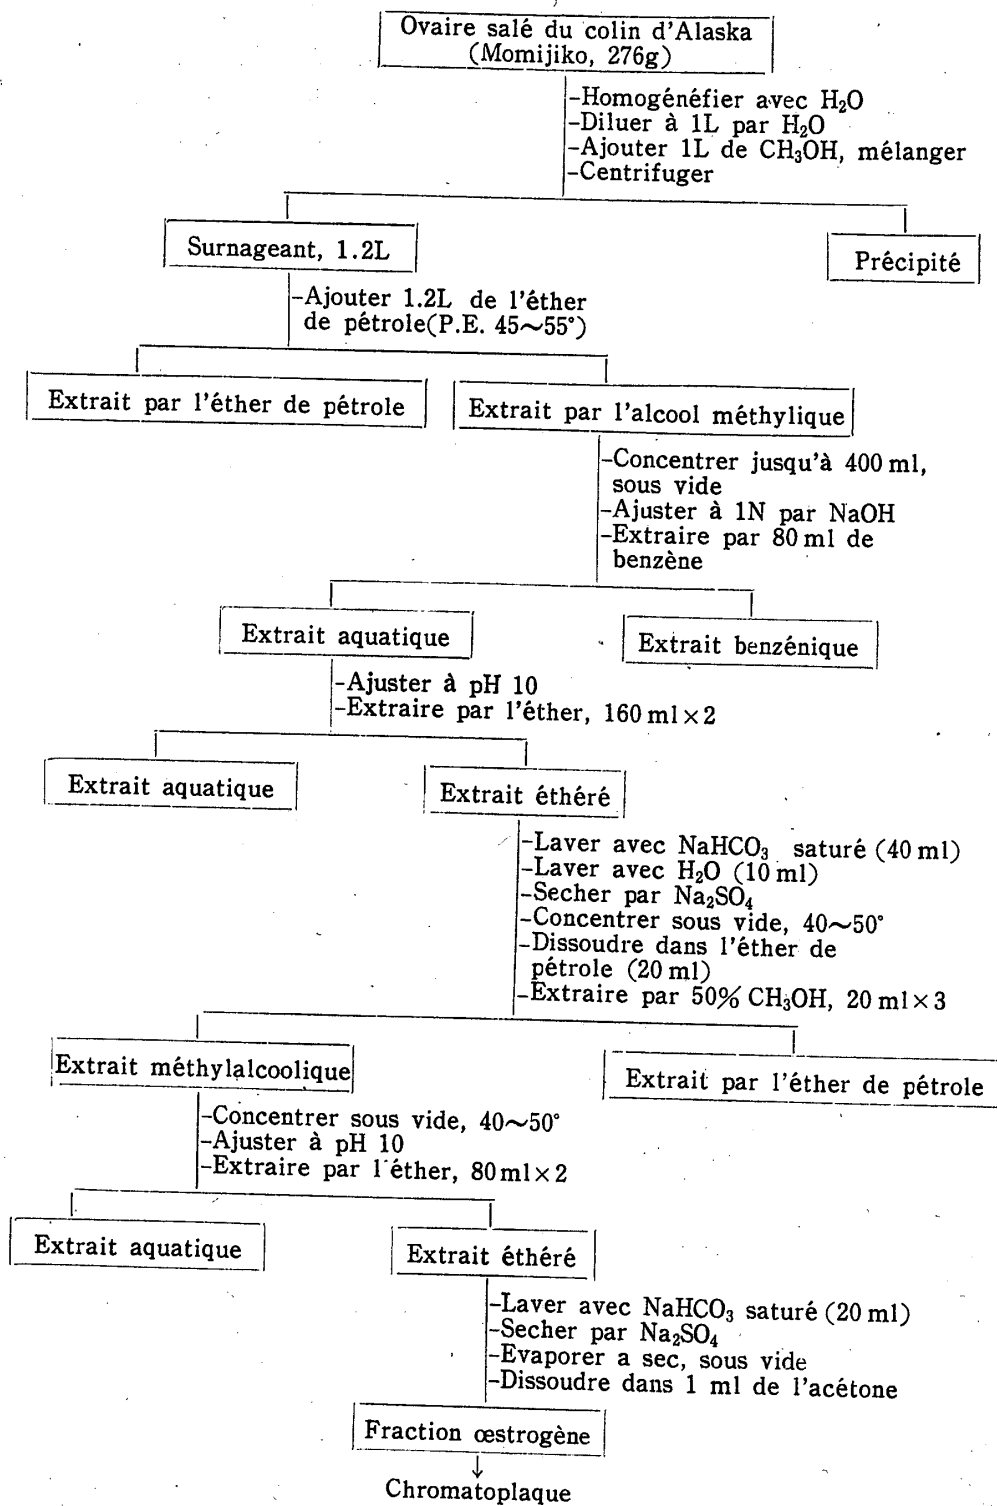 Ovaire salé du colin d'Alaska
(Momijiko, 276g)
-Homogénéfier avec H₂O
-Diluer à 1L par H₂O
-Ajouter 1L de CH₃OH, mélanger
-Centrifuger
Surnageant, 1.2L
Précipité
-Ajouter 1.2L de l'éther
de pétrole(P.E. 45~55°)
Extrait par l'éther de pétrole
Extrait par l'alcool méthylique
-Concentrer jusqu'à 400 ml,
sous vide
-Ajuster à 1N par NaOH
-Extraire par 80 ml de
benzène
Extrait aquatique
Extrait benzénique
-Ajuster à pH 10
-Extraire par l'éther, 160 ml×2
Extrait aquatique
Extrait éthéré
-Laver avec NaHCO₃ saturé (40 ml)
-Laver avec H₂O (10 ml)
-Secher par Na₂SO₄
-Concentrer sous vide, 40~50°
-Dissoudre dans l'éther de
pétrole (20 ml)
-Extraire par 50% CH₃OH, 20 ml×3
Extrait méthylalcoolique
Extrait par l'éther de pétrole
-Concentrer sous vide, 40~50°
-Ajuster à pH 10
-Extraire par l'éther, 80 ml×2
Extrait aquatique
Extrait éthéré
-Laver avec NaHCO₃ saturé (20 ml)
-Secher par Na₂SO₄
-Evaporer a sec, sous vide
-Dissoudre dans 1 ml de l'acétone
Fraction œstrogène
↓
Chromatoplaque